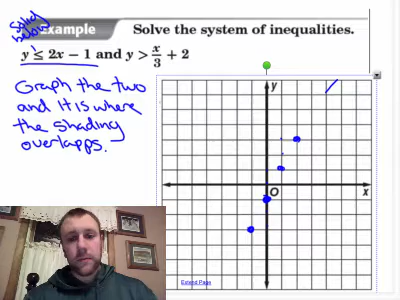 Example Solve the system of inequalities.
solid
below
y ≤ 2x − 1 and y > x/3 + 2
Graph the two
and it is where
the shading
overlapps.
y
O
x
Extend Page